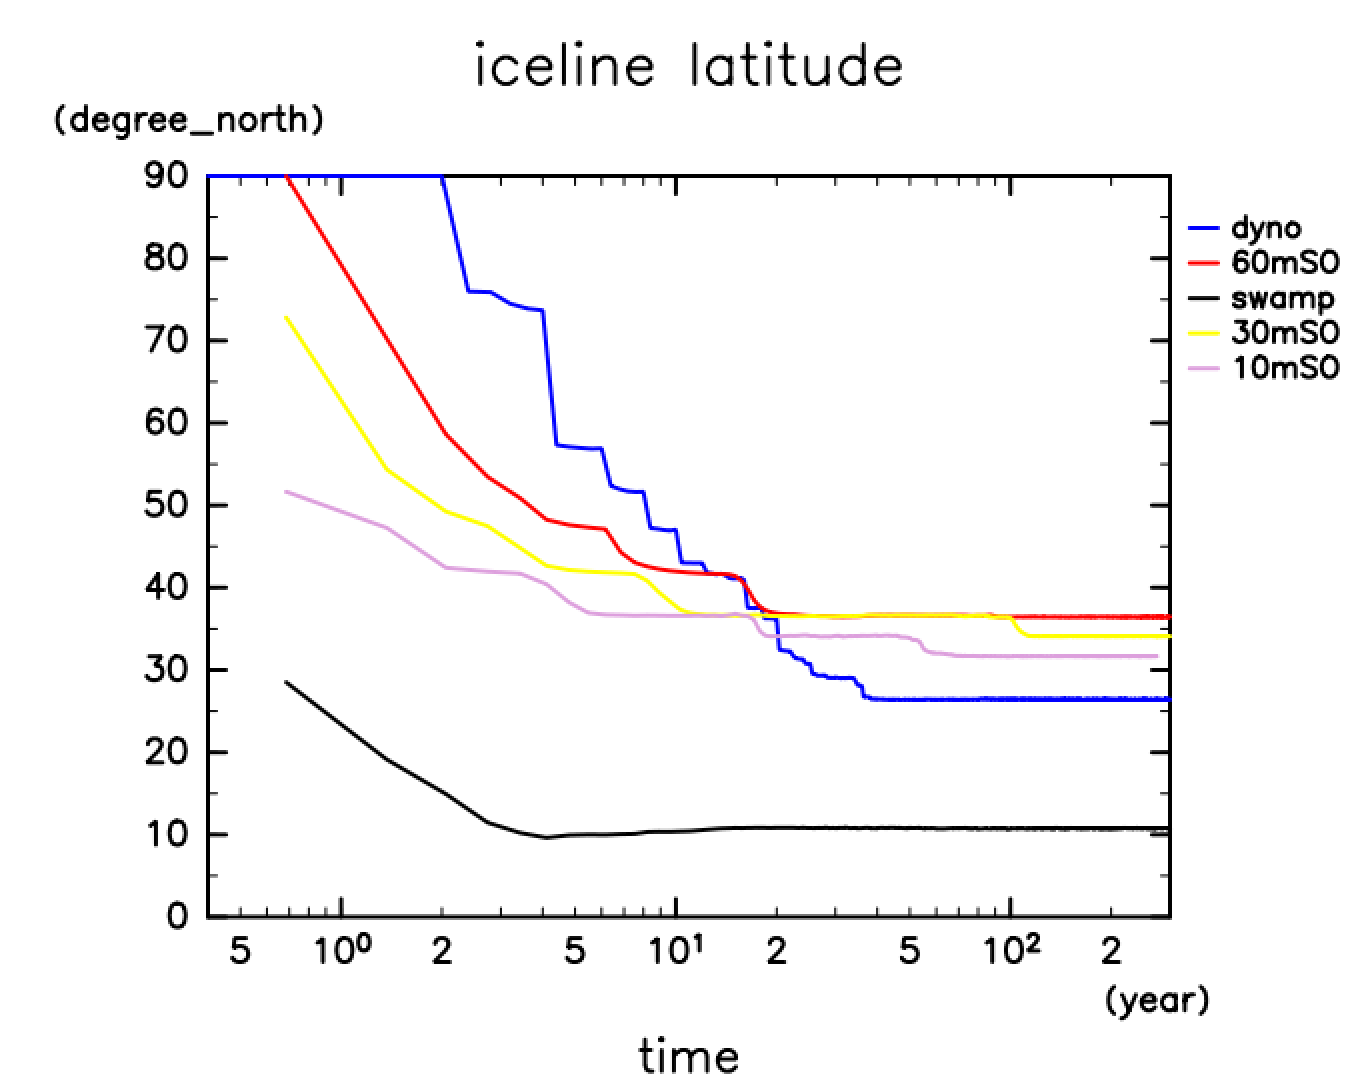 iceline latitude
(degree_north)
90
80
70
60
50
40
30
20
10
0
5 10⁰ 2 5 10¹ 2 5 10² 2
(year)
time
dyno
60mSO
swamp
30mSO
10mSO